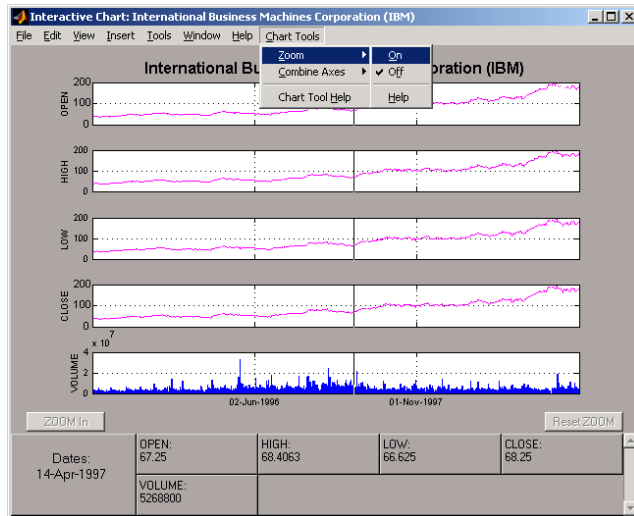 Interactive Chart: International Business Machines Corporation (IBM)
File Edit View Insert Tools Window Help Chart Tools
Zoom
Combine Axes
Chart Tool Help
On
Off
Help
International Bu
oration (IBM)
OPEN
200
100
0
HIGH
200
100
0
LOW
200
100
0
CLOSE
200
100
0
x 10^7
VOLUME
4
2
0
02-Jun-1996 01-Nov-1997
ZOOM In
Reset ZOOM
Dates:
14-Apr-1997
OPEN:
67.25
HIGH:
68.4063
LOW:
66.625
CLOSE:
68.25
VOLUME:
5268800